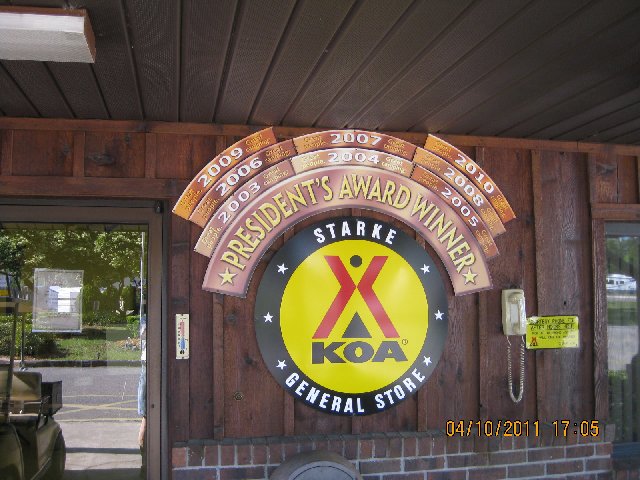 2009 2007 2010
2006 2004 2008
2003 2005
PRESIDENT'S AWARD WINNER
STARKE
KOA®
GENERAL STORE
04/10/2011 17:05